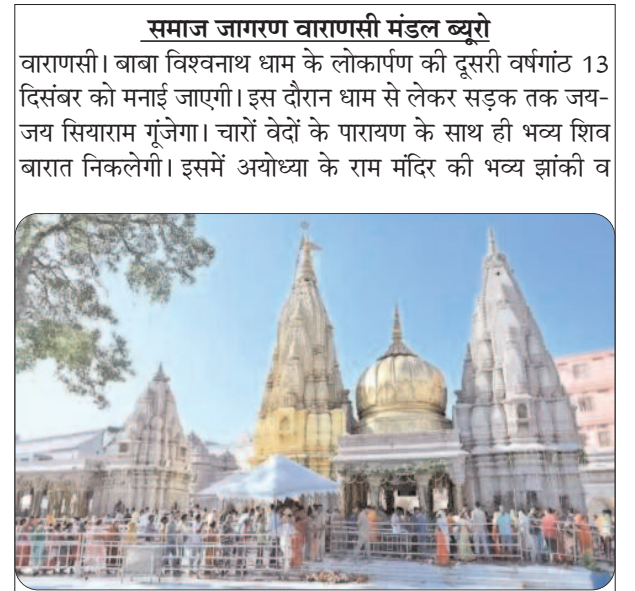 समाज जागरण वाराणसी मंडल ब्यूरो
वाराणसी। बाबा विश्वनाथ धाम के लोकार्पण की दूसरी वर्षगांठ 13
दिसंबर को मनाई जाएगी। इस दौरान धाम से लेकर सड़क तक जय-
जय सियाराम गूंजेगा। चारों वेदों के पारायण के साथ ही भव्य शिव
बारात निकलेगी। इसमें अयोध्या के राम मंदिर की भव्य झांकी व